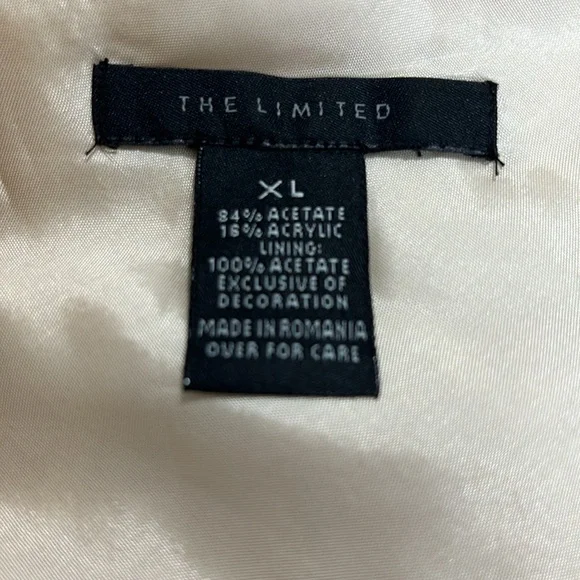 THE LIMITED
XL
84% ACETATE
16% ACRYLIC
LINING:
100% ACETATE
EXCLUSIVE OF
DECORATION
MADE IN ROMANIA
OVER FOR CARE